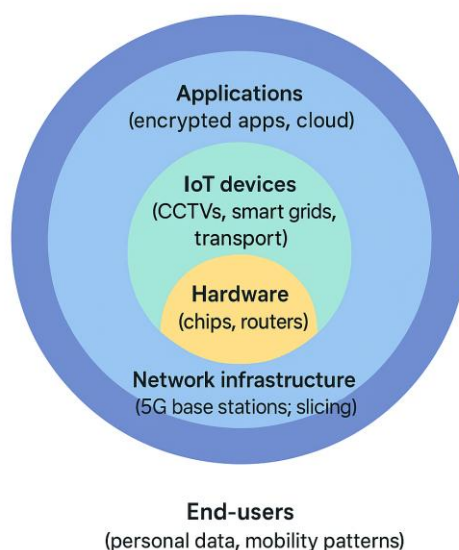 Applications
(encrypted apps, cloud)
IoT devices
(CCTVs, smart grids,
transport)
Hardware
(chips, routers)
Network infrastructure
(5G base stations; slicing)
End-users
(personal data, mobility patterns)